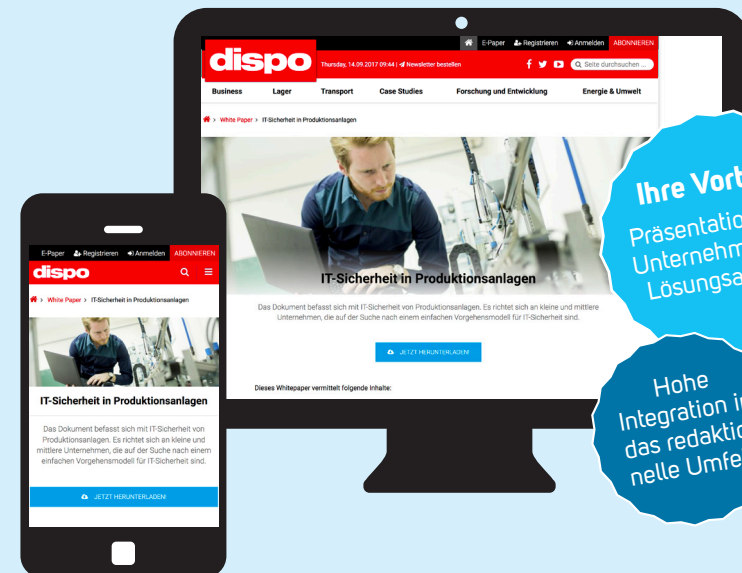 E-Paper Registrieren Anmelden ABONNIEREN
dispo
Thursday, 14.09.2017 09:44 | Newsletter bestellen
Seite durchsuchen ...
Business Lager Transport Case Studies Forschung und Entwicklung Energie & Umwelt
> White Paper > IT-Sicherheit in Produktionsanlagen
IT-Sicherheit in Produktionsanlagen
Das Dokument befasst sich mit IT-Sicherheit von Produktionsanlagen. Es richtet sich an kleine und mittlere
Unternehmen, die auf der Suche nach einem einfachen Vorgehensmodell für IT-Sicherheit sind.
JETZT HERUNTERLADEN!
Dieses Whitepaper vermittelt folgende Inhalte:
E-Paper Registrieren Anmelden ABONNIEREN
dispo
> White Paper > IT-Sicherheit in Produktionsanlagen
IT-Sicherheit in Produktionsanlagen
Das Dokument befasst sich mit IT-Sicherheit von
Produktionsanlagen. Es richtet sich an kleine und
mittlere Unternehmen, die auf der Suche nach einem
einfachen Vorgehensmodell für IT-Sicherheit sind.
JETZT HERUNTERLADEN!
Ihre Vort
Präsentatio
Unternehm
Lösungsa
Hohe
Integration i
das redaktio
nelle Umfe